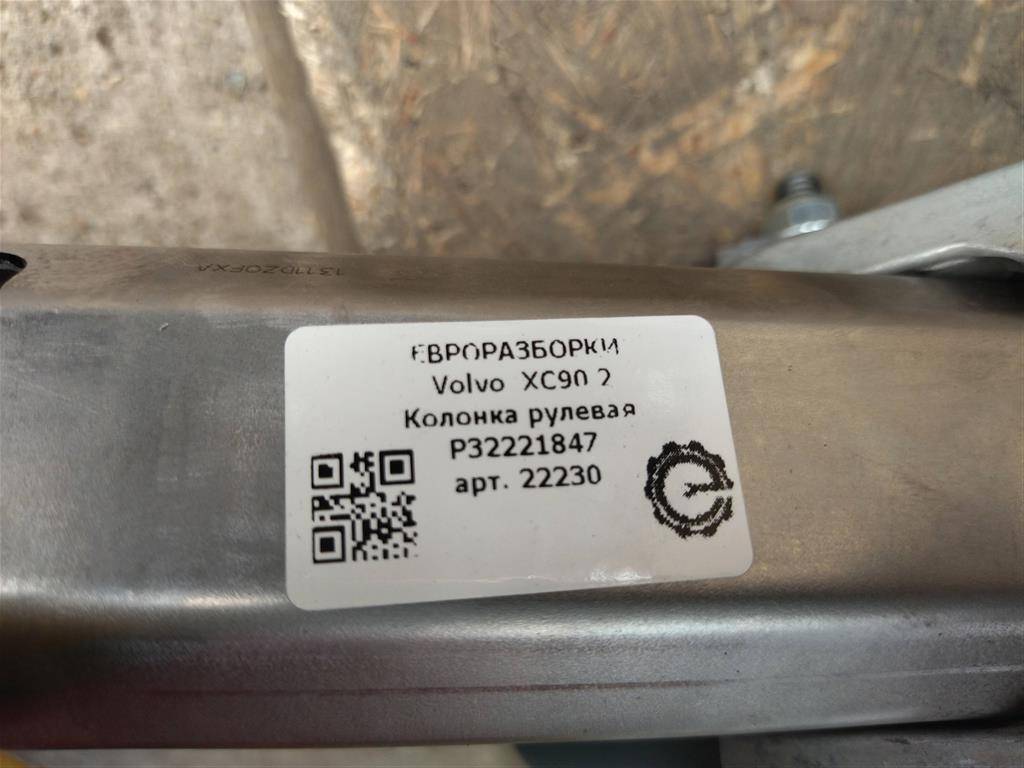 ЕВРОРАЗБОРКИ
Volvo XC90 2
Колонка рулевая
P32221847
арт. 22230